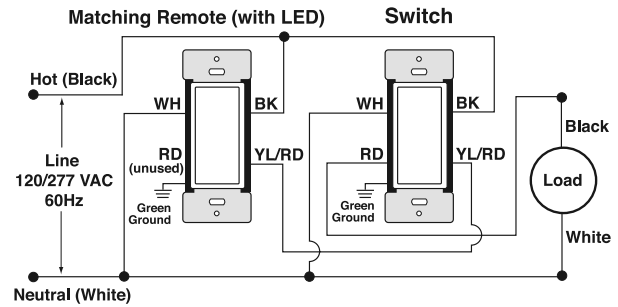 Matching Remote (with LED)
Switch
Hot (Black)
WH
BK
WH
BK
Black
Line
120/277 VAC
60Hz
RD
(unused)
YL/RD
RD
YL/RD
Load
Green
Ground
Green
Ground
White
Neutral (White)